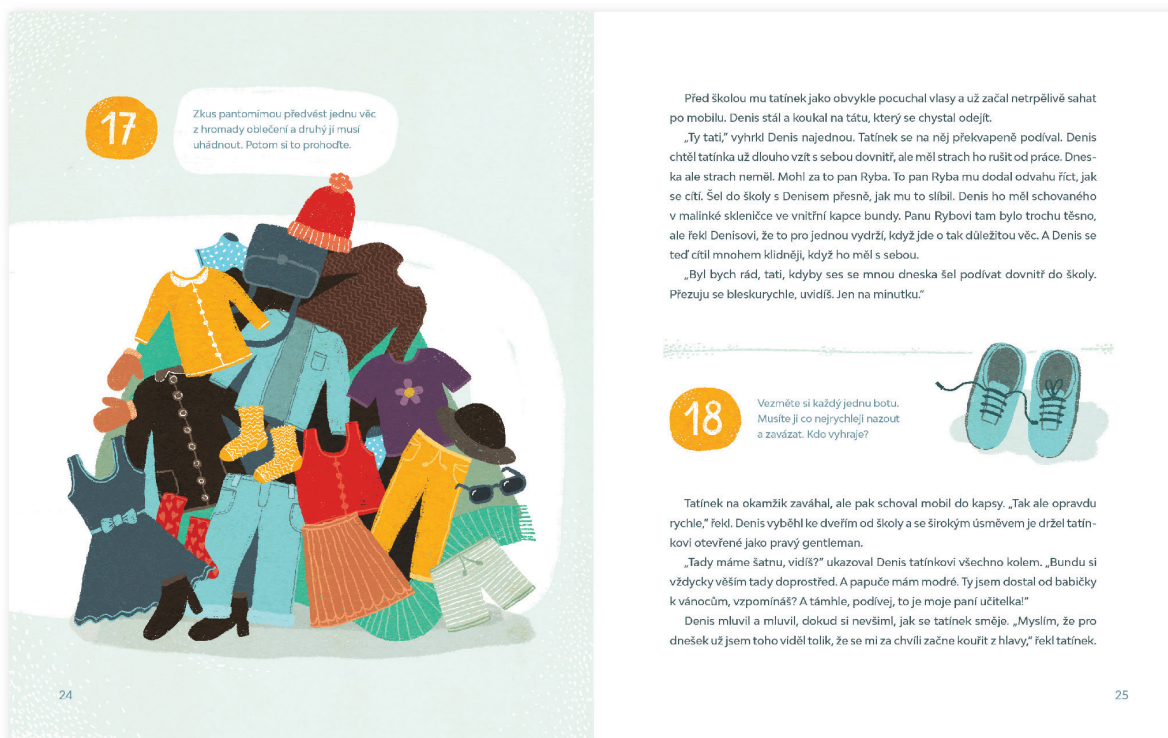 17
Zkus pantomimou předvést jednu věc
z hromady oblečení a druhý ji musí
uhádnout. Potom si to prohoďte.
24
Před školou mu tatínek jako obvykle pocuchal vlasy a už začal netrpělivě sahat
po mobilu. Denis stál a koukal na tátu, který se chystal odejít.
„Ty tati,“ vyhrkl Denis najednou. Tatínek se na něj překvapeně podíval. Denis
chtěl tatínka už dlouho vzít s sebou dovnitř, ale měl strach ho rušit od práce. Dnes-
ka ale strach neměl. Mohl za to pan Ryba. To pan Ryba mu dodal odvahu říct, jak
se cítí. Šel do školy s Denisem přesně, jak mu to slíbil. Denis ho měl schovaného
v malinké skleničce ve vnitřní kapce bundy. Panu Rybovi tam bylo trochu těsno,
ale řekl Denisovi, že to pro jednou vydrží, když jde o tak důležitou věc. A Denis se
teď cítil mnohem klidněji, když ho měl s sebou.
„Byl bych rád, tati, kdyby ses se mnou dneska šel podívat dovnitř do školy.
Přezuju se bleskurychle, uvidíš. Jen na minutku.“
18
Vezměte si každý jednu botu.
Musíte ji co nejrychleji nazout
a zavázat. Kdo vyhraje?
Tatínek na okamžik zaváhal, ale pak schoval mobil do kapsy. „Tak ale opravdu
rychle,“ řekl. Denis vyběhl ke dveřím od školy a se širokým úsměvem je držel tatín-
kovi otevřené jako pravý gentleman.
„Tady máme šatnu, vidíš?“ ukazoval Denis tatínkovi všechno kolem. „Bundu si
vždycky věším tady doprostřed. A papuče mám modré. Ty jsem dostal od babičky
k vánocům, vzpomínáš? A támhle, podívej, to je moje paní učitelka!“
Denis mluvil a mluvil, dokud si nevšiml, jak se tatínek směje. „Myslím, že pro
dnešek už jsem toho viděl tolik, že se mi za chvíli začne kouřit z hlavy,“ řekl tatínek.
25